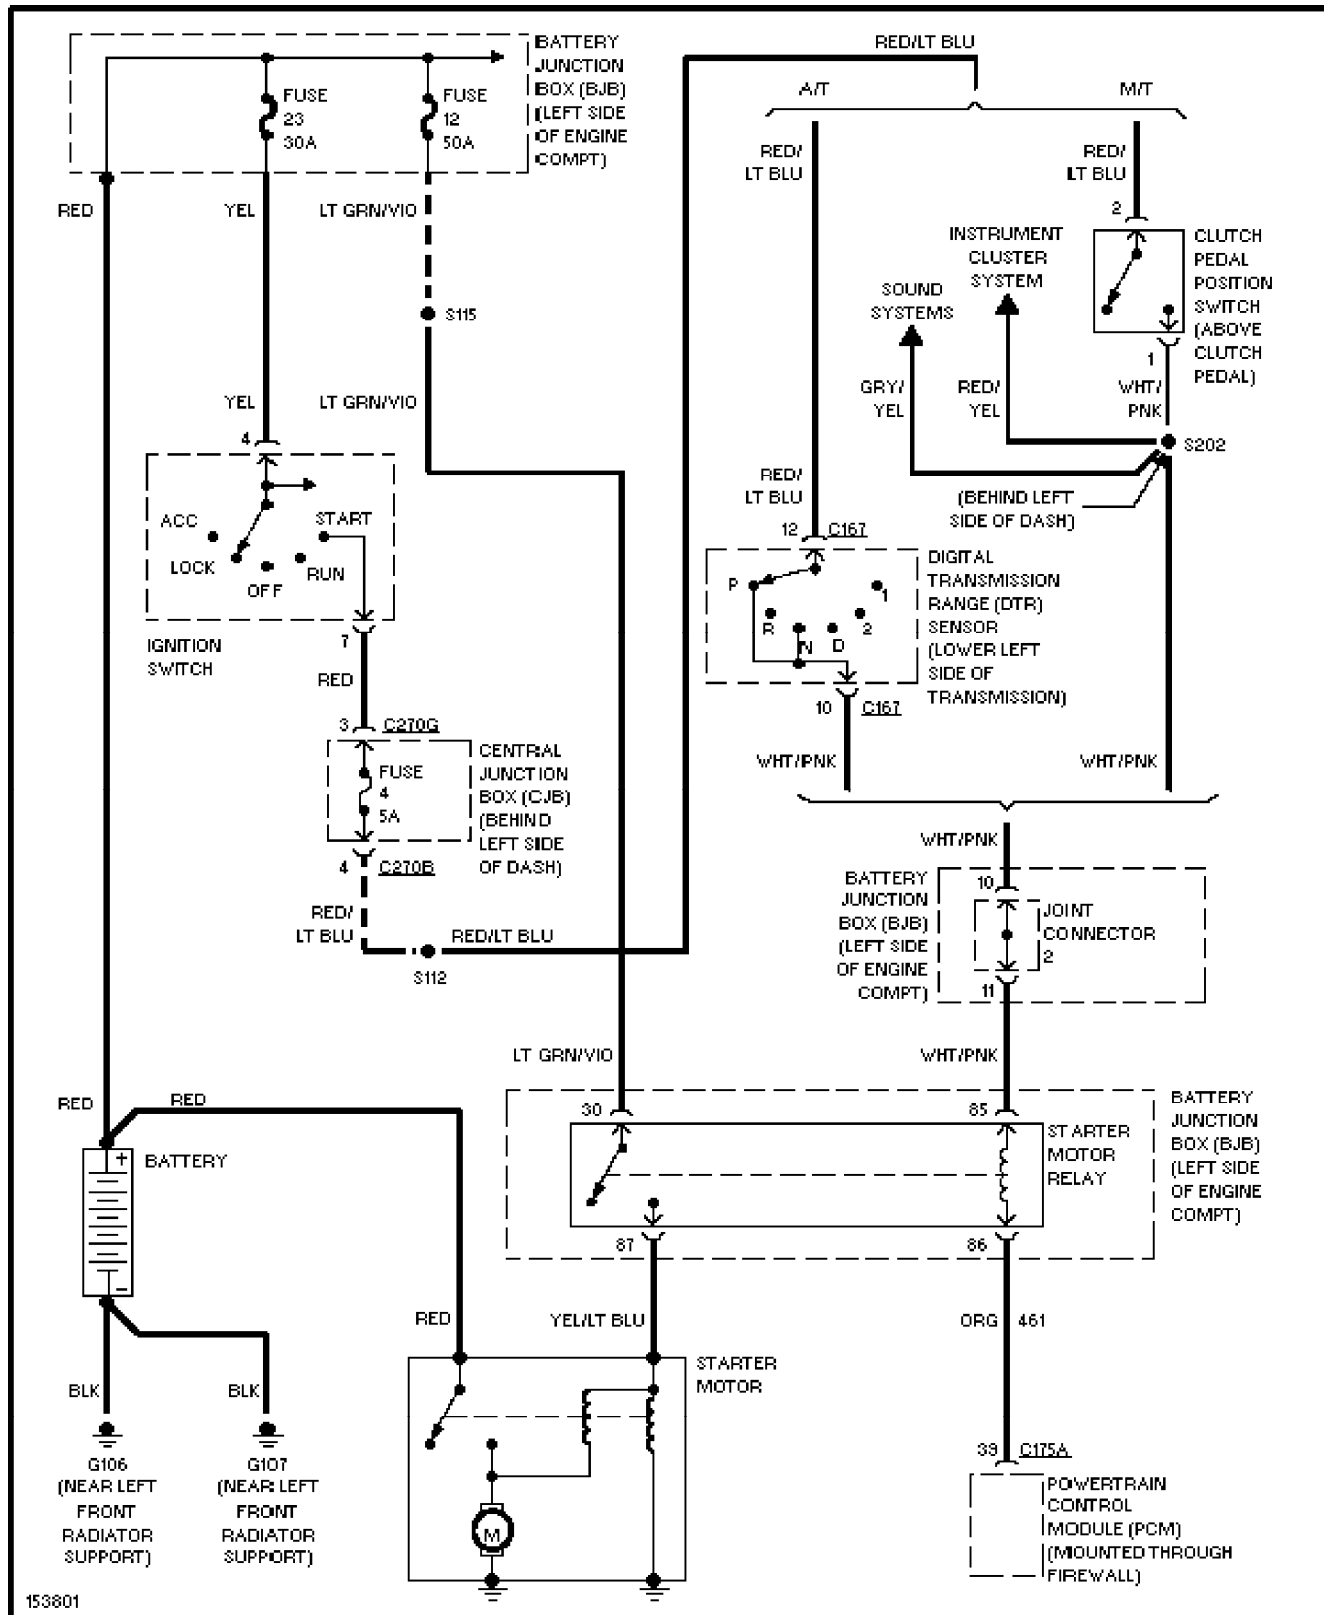 BATTERY
JUNCTION
BOX (BJB)
(LEFT SIDE
OF ENGINE
COMPT)
FUSE
23
30A
FUSE
12
50A
RED
YEL
LT GRN/VIO
S115
YEL
LT GRN/VIO
4
ACC
LOCK
OFF
RUN
START
IGNITION
SWITCH
7
RED
3 C270G
FUSE
4
5A
CENTRAL
JUNCTION
BOX (CJB)
(BEHIND
LEFT SIDE
OF DASH)
4 C270B
RED/
LT BLU
RED/LT BLU
S112
RED/LT BLU
A/T
M/T
RED/
LT BLU
RED/
LT BLU
2
CLUTCH
PEDAL
POSITION
SWITCH
(ABOVE
CLUTCH
PEDAL)
1
INSTRUMENT
CLUSTER
SYSTEM
SOUND
SYSTEMS
GRY/
YEL
RED/
YEL
WHT/
PNK
S202
(BEHIND LEFT
SIDE OF DASH)
RED/
LT BLU
12 C167
P
R
N
D
2
1
DIGITAL
TRANSMISSION
RANGE (DTR)
SENSOR
(LOWER LEFT
SIDE OF
TRANSMISSION)
10 C167
WHT/PNK
WHT/PNK
WHT/PNK
BATTERY
JUNCTION
BOX (BJB)
(LEFT SIDE
OF ENGINE
COMPT)
10
JOINT
CONNECTOR
2
11
LT GRN/VIO
WHT/PNK
30
85
STARTER
MOTOR
RELAY
BATTERY
JUNCTION
BOX (BJB)
(LEFT SIDE
OF ENGINE
COMPT)
87
86
RED
RED
+
BATTERY
-
RED
YEL/LT BLU
ORG 461
STARTER
MOTOR
M
BLK
BLK
G106
(NEAR LEFT
FRONT
RADIATOR
SUPPORT)
G107
(NEAR LEFT
FRONT
RADIATOR
SUPPORT)
39 C175A
POWERTRAIN
CONTROL
MODULE (PCM)
(MOUNTED THROUGH
FIREWALL)
153801